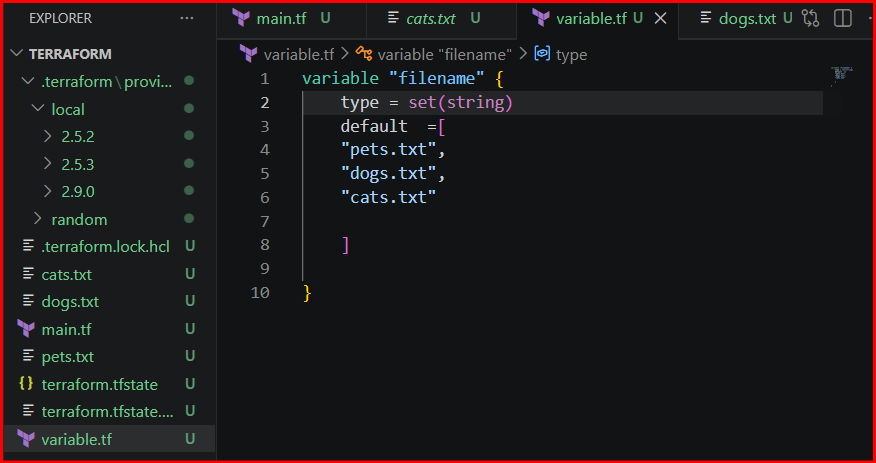 EXPLORER ...
TERRAFORM
.terraform\provi...
local
2.5.2
2.5.3
2.9.0
random
.terraform.lock.hcl U
cats.txt U
dogs.txt U
main.tf U
pets.txt U
{} terraform.tfstate U
terraform.tfstate.... U
variable.tf U
main.tf U cats.txt U variable.tf U dogs.txt U
variable.tf > variable "filename" > type
1 variable "filename" {
2 type = set(string)
3 default =[
4 "pets.txt",
5 "dogs.txt",
6 "cats.txt"
7
8 ]
9
10 }